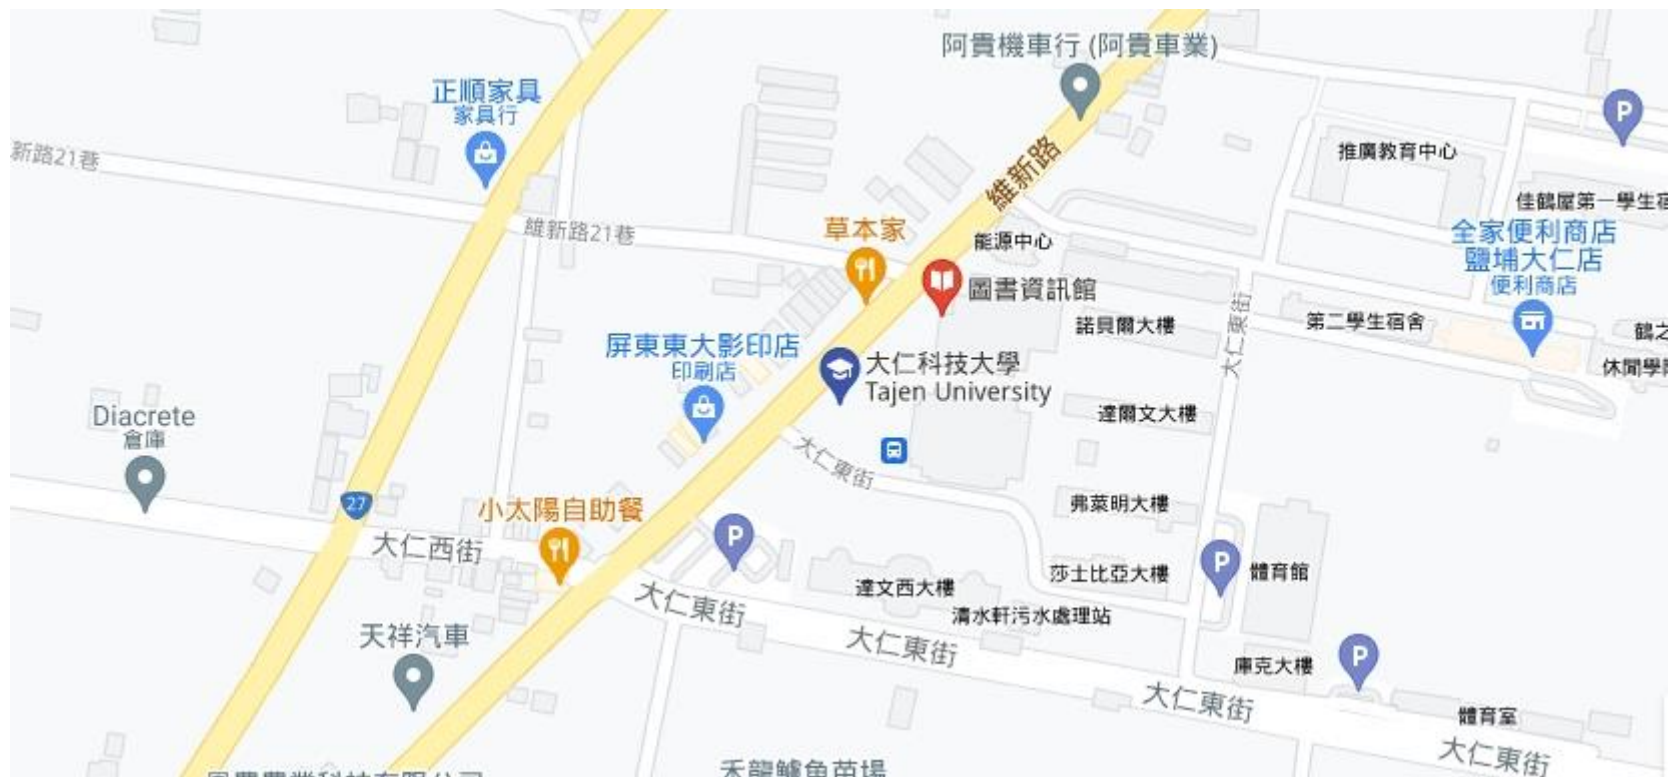 阿貴機車行 (阿貴車業)
正順家具
家具行
P
新路21巷
維新路
推廣教育中心
佳鶴屋第一學生宿
草本家
維新路21巷
能源中心
全家便利商店
鹽埔大仁店
便利商店
圖書資訊館
諾貝爾大樓
大仁東街
第二學生宿舍
鶴之
屏東東大影印店
印刷店
大仁科技大學
Tajen University
休閒學
Diacrete
倉庫
達爾文大樓
大仁東街
27
小太陽自助餐
弗萊明大樓
P
大仁西街
P
莎士比亞大樓
體育館
達文西大樓
大仁東街
清水軒污水處理站
天祥汽車
大仁東街
P
庫克大樓
大仁東街
體育室
大仁東街
禾龍鱸魚苗場